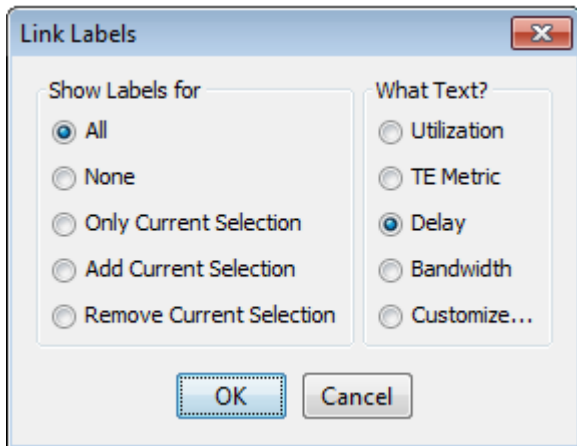 Link Labels
Show Labels for
All
None
Only Current Selection
Add Current Selection
Remove Current Selection
What Text?
Utilization
TE Metric
Delay
Bandwidth
Customize...
OK
Cancel